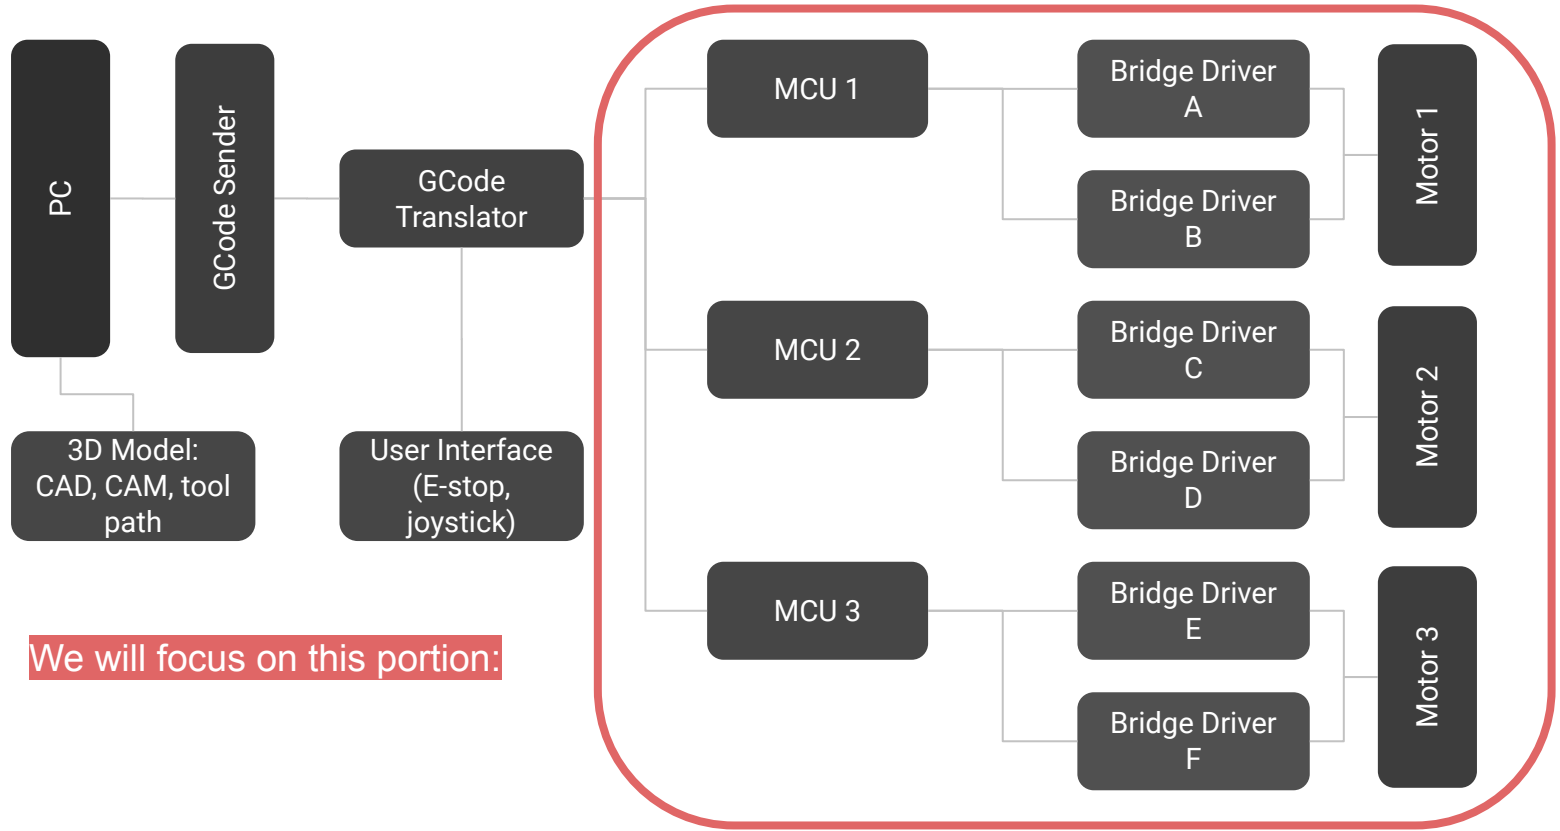 PC
GCode Sender
GCode
Translator
3D Model:
CAD, CAM, tool
path
User Interface
(E-stop,
joystick)
We will focus on this portion:
MCU 1
Bridge Driver
A
Bridge Driver
B
Motor 1
MCU 2
Bridge Driver
C
Bridge Driver
D
Motor 2
MCU 3
Bridge Driver
E
Bridge Driver
F
Motor 3